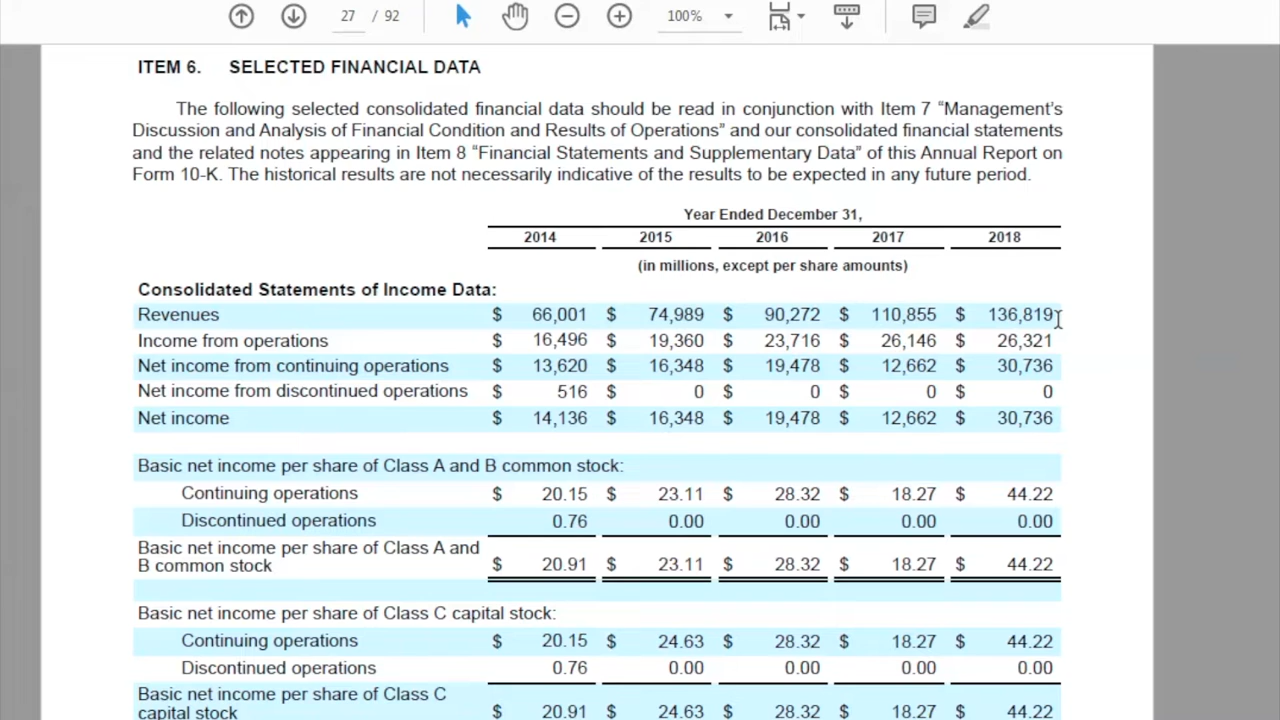 27 / 92 100%
ITEM 6. SELECTED FINANCIAL DATA
The following selected consolidated financial data should be read in conjunction with Item 7 “Management’s
Discussion and Analysis of Financial Condition and Results of Operations” and our consolidated financial statements
and the related notes appearing in Item 8 “Financial Statements and Supplementary Data” of this Annual Report on
Form 10-K. The historical results are not necessarily indicative of the results to be expected in any future period.
Year Ended December 31,
2014 2015 2016 2017 2018
(in millions, except per share amounts)
Consolidated Statements of Income Data:
Revenues $ 66,001 $ 74,989 $ 90,272 $ 110,855 $ 136,819
Income from operations $ 16,496 $ 19,360 $ 23,716 $ 26,146 $ 26,321
Net income from continuing operations $ 13,620 $ 16,348 $ 19,478 $ 12,662 $ 30,736
Net income from discontinued operations $ 516 $ 0 $ 0 $ 0 $ 0
Net income $ 14,136 $ 16,348 $ 19,478 $ 12,662 $ 30,736
Basic net income per share of Class A and B common stock:
Continuing operations $ 20.15 $ 23.11 $ 28.32 $ 18.27 $ 44.22
Discontinued operations 0.76 0.00 0.00 0.00 0.00
Basic net income per share of Class A and
B common stock $ 20.91 $ 23.11 $ 28.32 $ 18.27 $ 44.22
Basic net income per share of Class C capital stock:
Continuing operations $ 20.15 $ 24.63 $ 28.32 $ 18.27 $ 44.22
Discontinued operations 0.76 0.00 0.00 0.00 0.00
Basic net income per share of Class C
capital stock $ 20.91 $ 24.63 $ 28.32 $ 18.27 $ 44.22